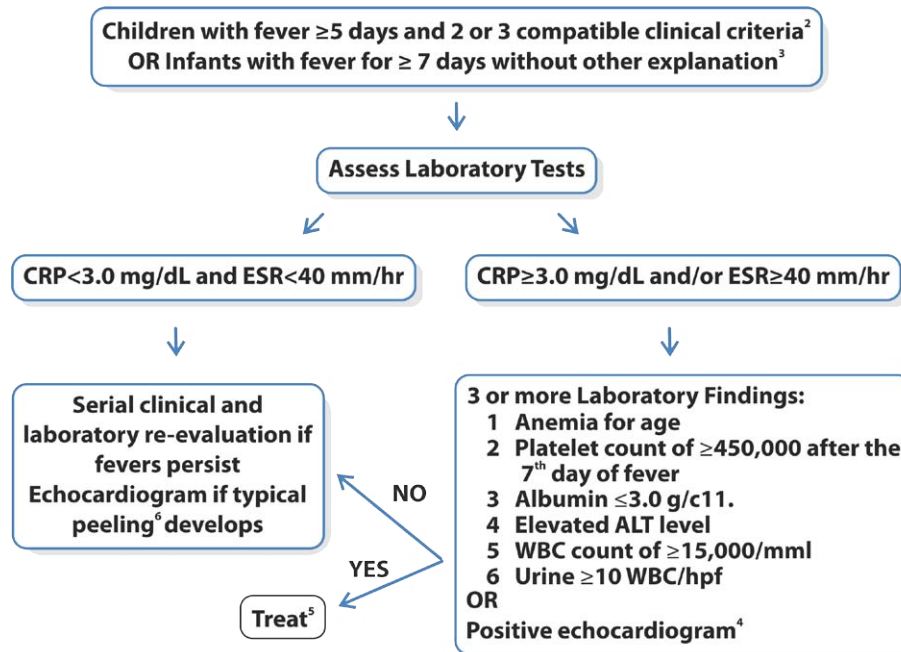 Children with fever ≥5 days and 2 or 3 compatible clinical criteria²
OR Infants with fever for ≥ 7 days without other explanation³
Assess Laboratory Tests
CRP<3.0 mg/dL and ESR<40 mm/hr
CRP≥3.0 mg/dL and/or ESR≥40 mm/hr
Serial clinical and
laboratory re-evaluation if
fevers persist
Echocardiogram if typical
peeling⁶ develops
NO
YES
Treat⁵
3 or more Laboratory Findings:
1 Anemia for age
2 Platelet count of ≥450,000 after the
7th day of fever
3 Albumin ≤3.0 g/c11.
4 Elevated ALT level
5 WBC count of ≥15,000/mml
6 Urine ≥10 WBC/hpf
OR
Positive echocardiogram⁴